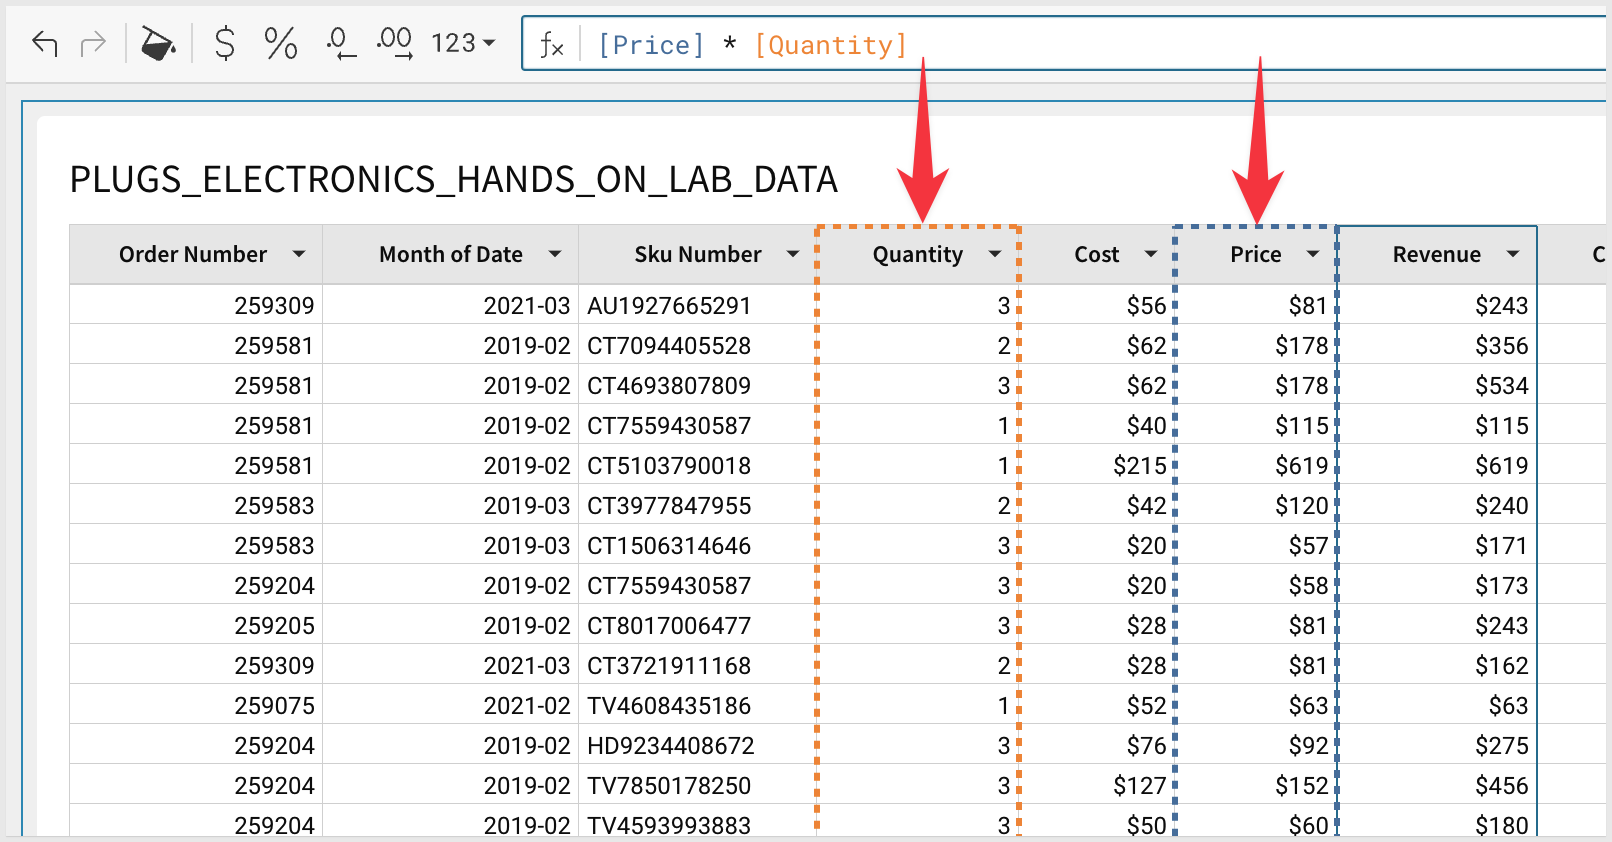 $ % .0 .00 123 fx [Price] * [Quantity]
PLUGS_ELECTRONICS_HANDS_ON_LAB_DATA
Order Number Month of Date Sku Number Quantity Cost Price Revenue C
259309 2021-03 AU1927665291 3 $56 $81 $243
259581 2019-02 CT7094405528 2 $62 $178 $356
259581 2019-02 CT4693807809 3 $62 $178 $534
259581 2019-02 CT7559430587 1 $40 $115 $115
259581 2019-02 CT5103790018 1 $215 $619 $619
259583 2019-03 CT3977847955 2 $42 $120 $240
259583 2019-03 CT1506314646 3 $20 $57 $171
259204 2019-02 CT7559430587 3 $20 $58 $173
259205 2019-02 CT8017006477 3 $28 $81 $243
259309 2021-03 CT3721911168 2 $28 $81 $162
259075 2021-02 TV4608435186 1 $52 $63 $63
259204 2019-02 HD9234408672 3 $76 $92 $275
259204 2019-02 TV7850178250 3 $127 $152 $456
259204 2019-02 TV4593993883 3 $50 $60 $180